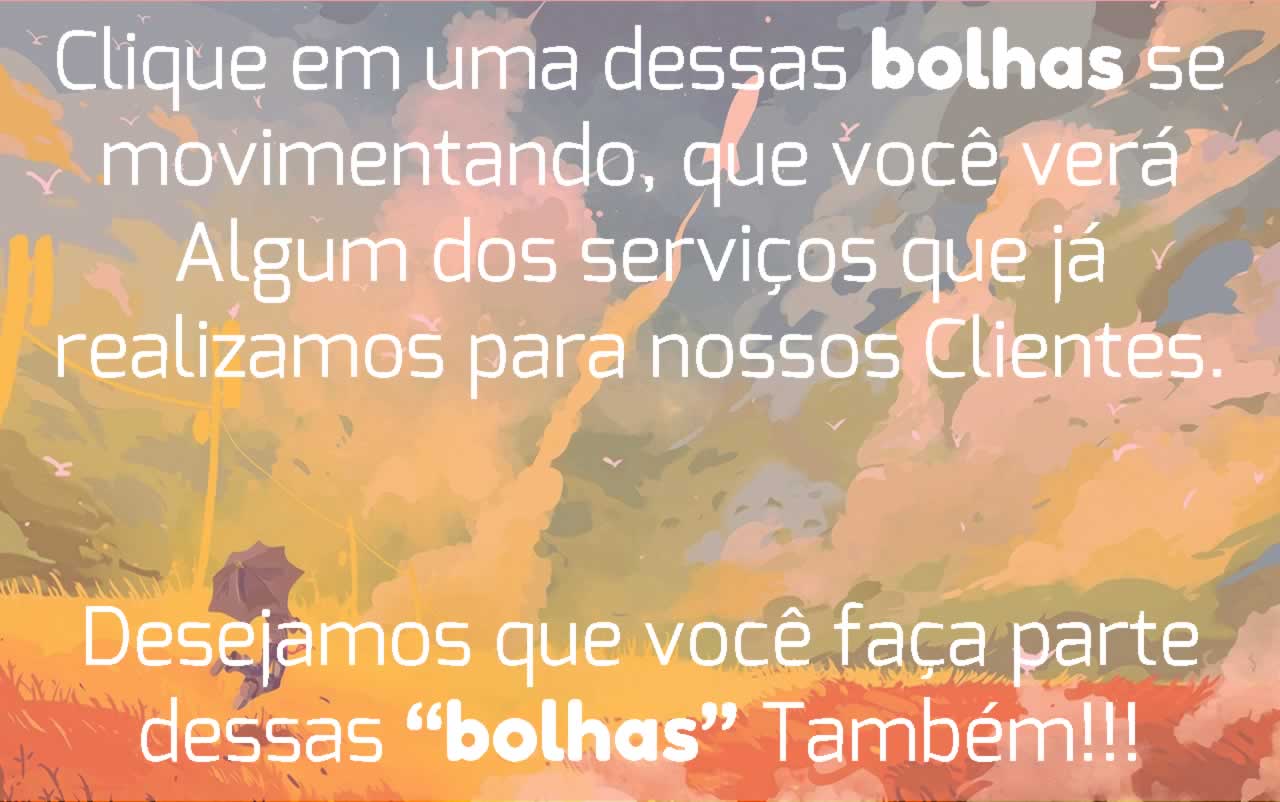 Clique em uma dessas bolhas se
movimentando, que você verá
Algum dos serviços que já
realizamos para nossos Clientes.
Desejamos que você faça parte
dessas “bolhas” Também!!!